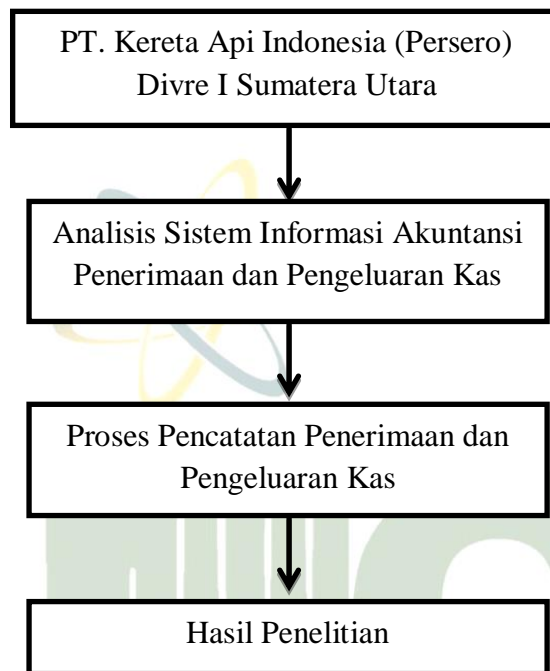 PT. Kereta Api Indonesia (Persero)
Divre I Sumatera Utara
Analisis Sistem Informasi Akuntansi
Penerimaan dan Pengeluaran Kas
Proses Pencatatan Penerimaan dan
Pengeluaran Kas
Hasil Penelitian